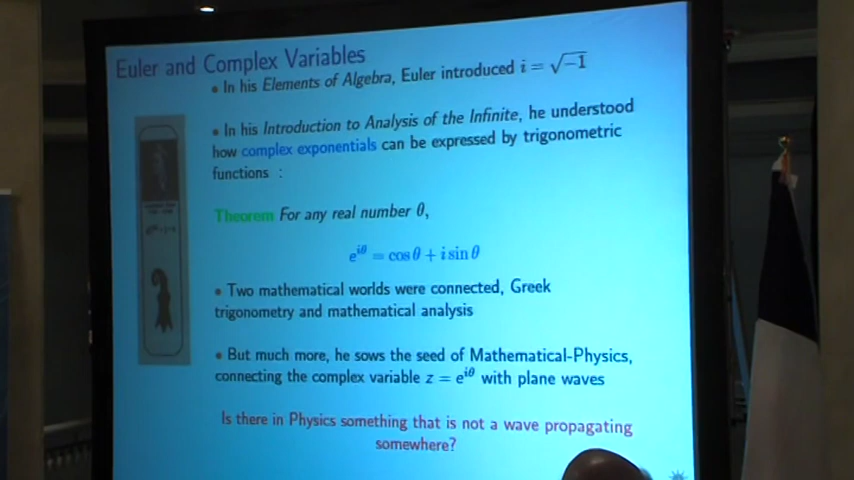 Euler and Complex Variables
• In his Elements of Algebra, Euler introduced i = √−1
• In his Introduction to Analysis of the Infinite, he understood
how complex exponentials can be expressed by trigonometric
functions :
Theorem For any real number θ,
e^{iθ} = cos θ + i sin θ
• Two mathematical worlds were connected, Greek
trigonometry and mathematical analysis
• But much more, he sows the seed of Mathematical-Physics,
connecting the complex variable z = e^{iθ} with plane waves
Is there in Physics something that is not a wave propagating
somewhere?